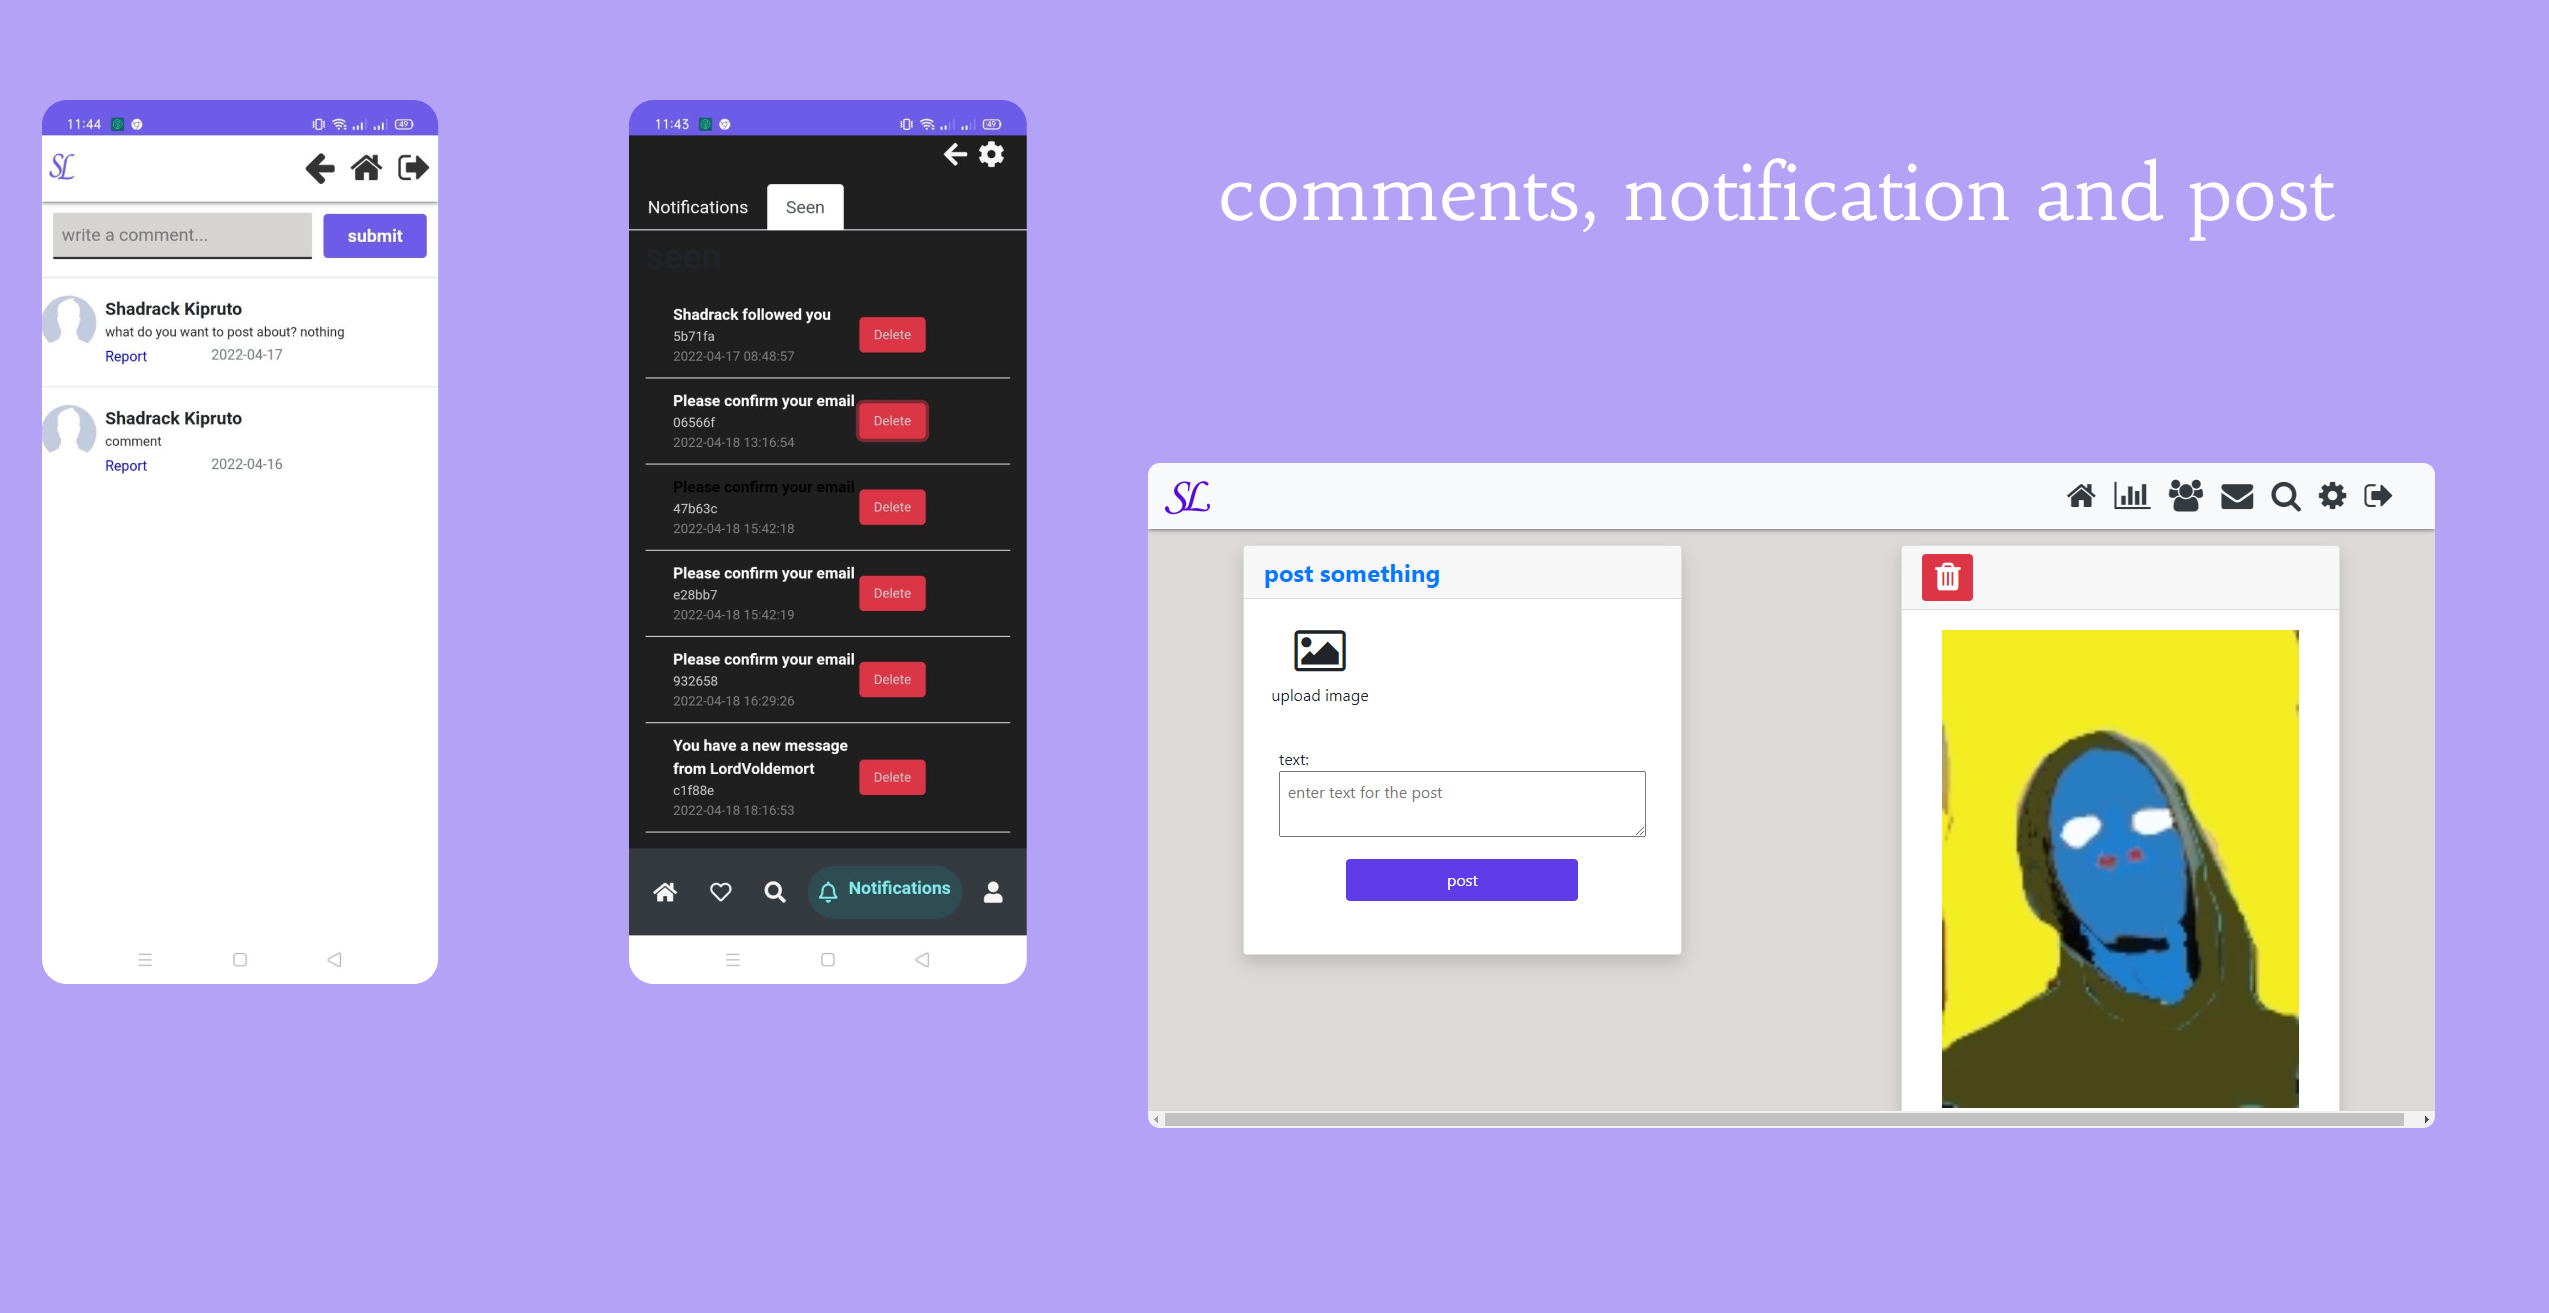 11:44
49
SL
write a comment...
submit
Shadrack Kipruto
what do you want to post about? nothing
Report 2022-04-17
Shadrack Kipruto
comment
Report 2022-04-16
11:43
49
Notifications
Seen
seen
Shadrack followed you
5b71fa
2022-04-17 08:48:57
Delete
Please confirm your email
06566f
2022-04-18 13:16:54
Delete
Please confirm your email
47b63c
2022-04-18 15:42:18
Delete
Please confirm your email
e28bb7
2022-04-18 15:42:19
Delete
Please confirm your email
932658
2022-04-18 16:29:26
Delete
You have a new message
from LordVoldemort
c1f88e
2022-04-18 18:16:53
Delete
Notifications
comments, notification and post
SL
post something
upload image
text:
enter text for the post
post